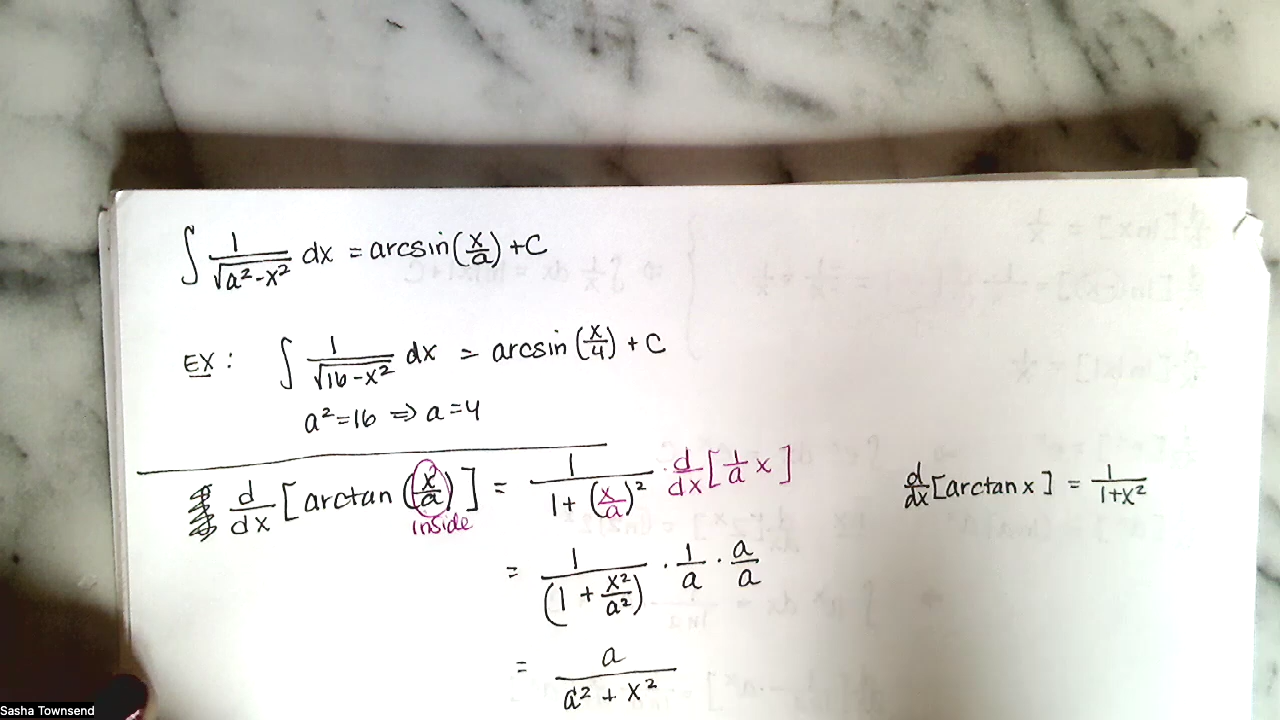 ∫ 1/√(a²-x²) dx = arcsin(x/a) + C
EX: ∫ 1/√(16-x²) dx = arcsin(x/4) + C
a²=16 ⇒ a=4
d/dx [arctan(x/a)] = 1/(1+(x/a)²) · d/dx[1/a x]
inside
d/dx[arctan x] = 1/(1+x²)
= 1/(1+x²/a²) · 1/a · a/a
= a/(a²+x²)
Sasha Townsend